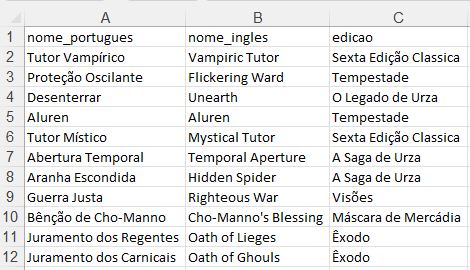 A B C
1 nome_portugues nome_ingles edicao
2 Tutor Vampírico Vampiric Tutor Sexta Edição Classica
3 Proteção Oscilante Flickering Ward Tempestade
4 Desenterrar Unearth O Legado de Urza
5 Aluren Aluren Tempestade
6 Tutor Místico Mystical Tutor Sexta Edição Classica
7 Abertura Temporal Temporal Aperture A Saga de Urza
8 Aranha Escondida Hidden Spider A Saga de Urza
9 Guerra Justa Righteous War Visões
10 Bênção de Cho-Manno Cho-Manno's Blessing Máscara de Mercádia
11 Juramento dos Regentes Oath of Lieges Êxodo
12 Juramento dos Carnicais Oath of Ghouls Êxodo